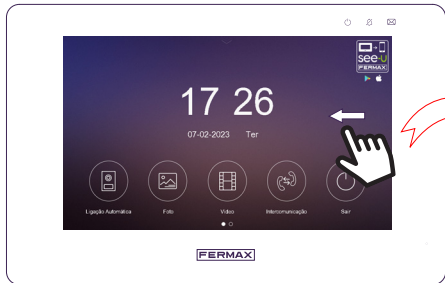 see-u
FERMAX
17 26
07-02-2023 Ter
Ligação Automática
Foto
Vídeo
Intercomunicação
Sair
FERMAX